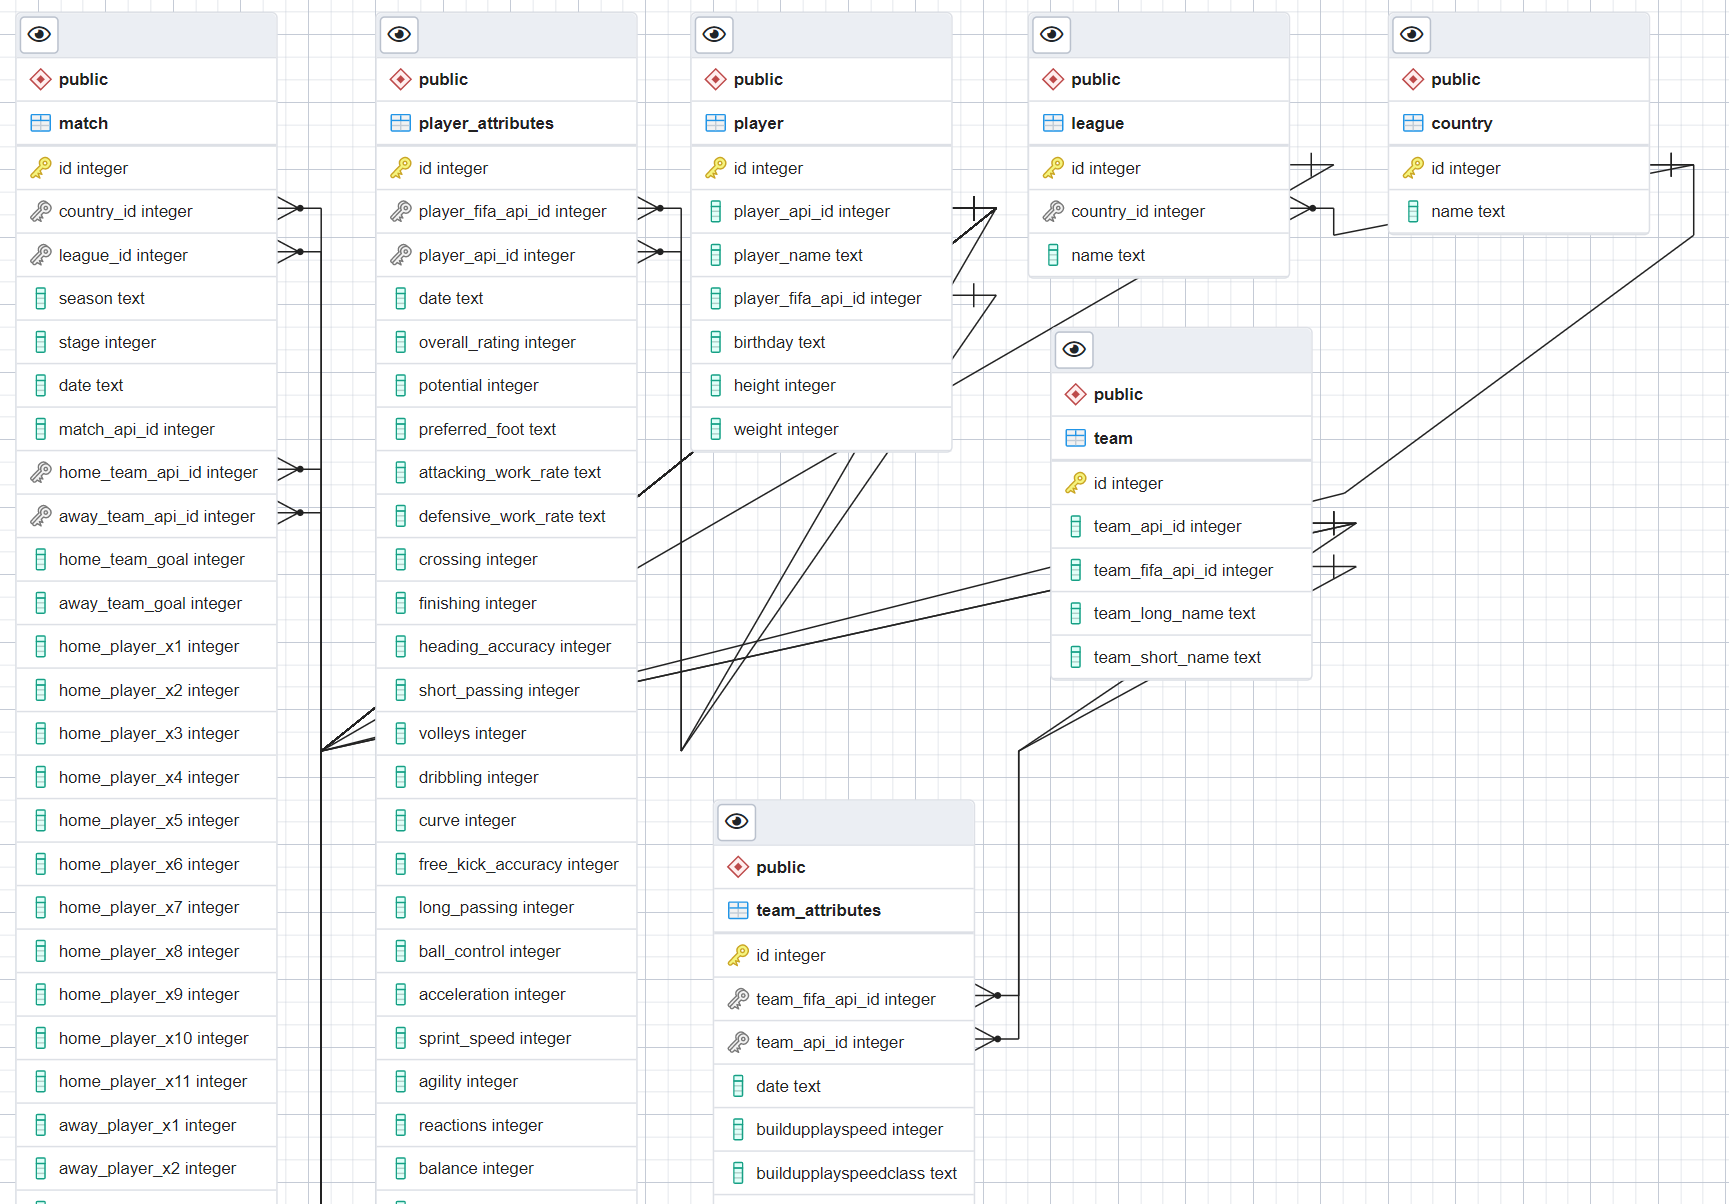 public
match
id integer
country_id integer
league_id integer
season text
stage integer
date text
match_api_id integer
home_team_api_id integer
away_team_api_id integer
home_team_goal integer
away_team_goal integer
home_player_x1 integer
home_player_x2 integer
home_player_x3 integer
home_player_x4 integer
home_player_x5 integer
home_player_x6 integer
home_player_x7 integer
home_player_x8 integer
home_player_x9 integer
home_player_x10 integer
home_player_x11 integer
away_player_x1 integer
away_player_x2 integer
public
player_attributes
id integer
player_fifa_api_id integer
player_api_id integer
date text
overall_rating integer
potential integer
preferred_foot text
attacking_work_rate text
defensive_work_rate text
crossing integer
finishing integer
heading_accuracy integer
short_passing integer
volleys integer
dribbling integer
curve integer
free_kick_accuracy integer
long_passing integer
ball_control integer
acceleration integer
sprint_speed integer
agility integer
reactions integer
balance integer
public
player
id integer
player_api_id integer
player_name text
player_fifa_api_id integer
birthday text
height integer
weight integer
public
league
id integer
country_id integer
name text
public
country
id integer
name text
public
team
id integer
team_api_id integer
team_fifa_api_id integer
team_long_name text
team_short_name text
public
team_attributes
id integer
team_fifa_api_id integer
team_api_id integer
date text
buildupplayspeed integer
buildupplayspeedclass text